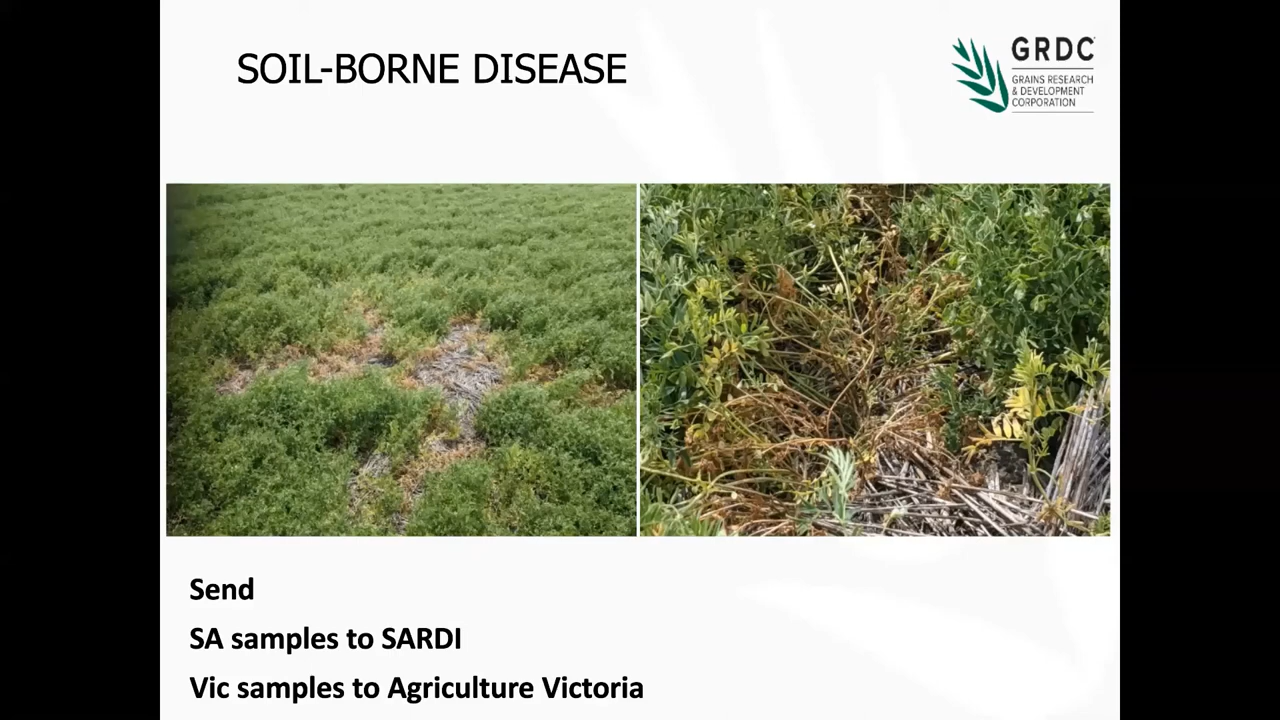 SOIL-BORNE DISEASE
GRDC
GRAINS RESEARCH
& DEVELOPMENT
CORPORATION
Send
SA samples to SARDI
Vic samples to Agriculture Victoria